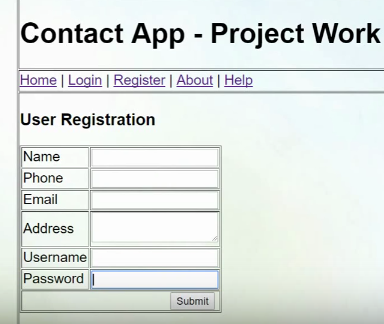 Contact App - Project Work
Home | Login | Register | About | Help
User Registration
Name
Phone
Email
Address
Username
Password
Submit